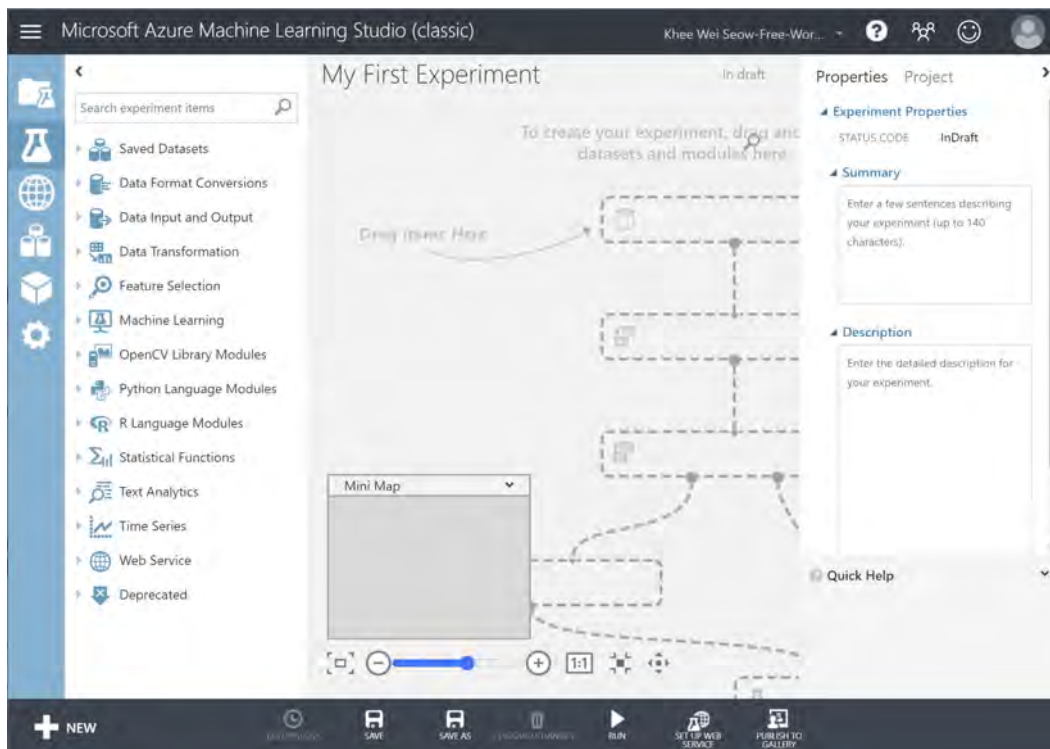 Microsoft Azure Machine Learning Studio (classic)
Khee Wei Seow-Free-Wor...
Search experiment items
Saved Datasets
Data Format Conversions
Data Input and Output
Data Transformation
Feature Selection
Machine Learning
OpenCV Library Modules
Python Language Modules
R Language Modules
Statistical Functions
Text Analytics
Time Series
Web Service
Deprecated
My First Experiment
In draft
To create your experiment, drag and
datasets and modules here
Drag Items Here
Mini Map
1:1
Properties Project
Experiment Properties
STATUS CODE InDraft
Summary
Enter a few sentences describing
your experiment (up to 140
characters).
Description
Enter the detailed description for
your experiment.
Quick Help
NEW
SAVE
SAVE AS
RUN
SET UP WEB
SERVICE
PUBLISH TO
GALLERY